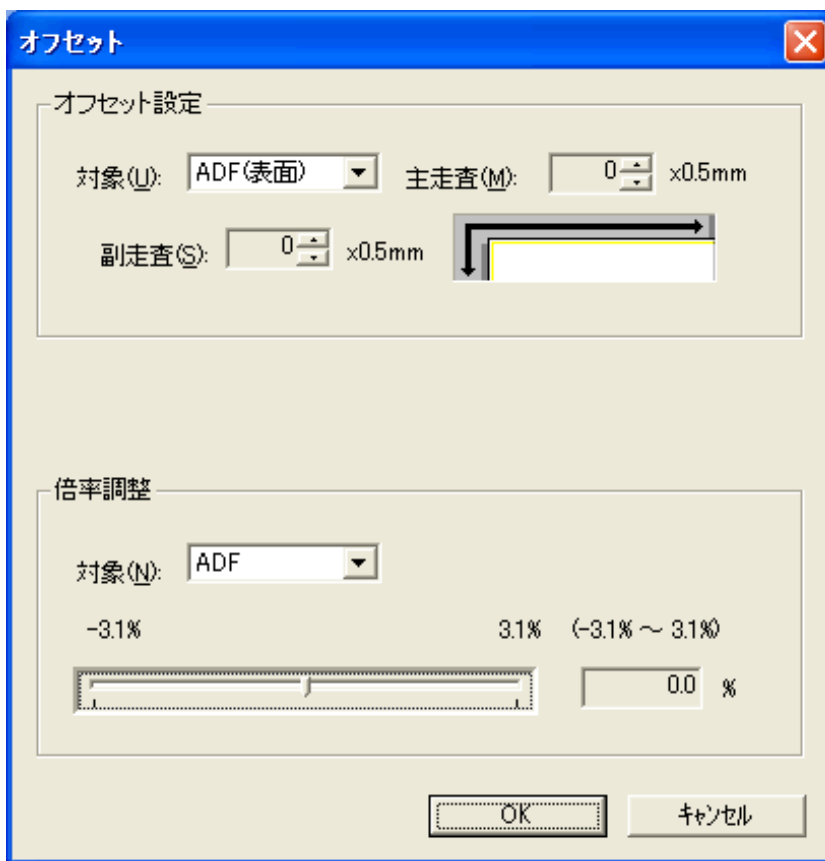 オフセット
オフセット設定
対象(U): ADF(表面) 主走査(M): 0 x0.5mm
副走査(S): 0 x0.5mm
倍率調整
対象(N): ADF
-3.1% 3.1% (-3.1% ～ 3.1%)
0.0 %
OK キャンセル